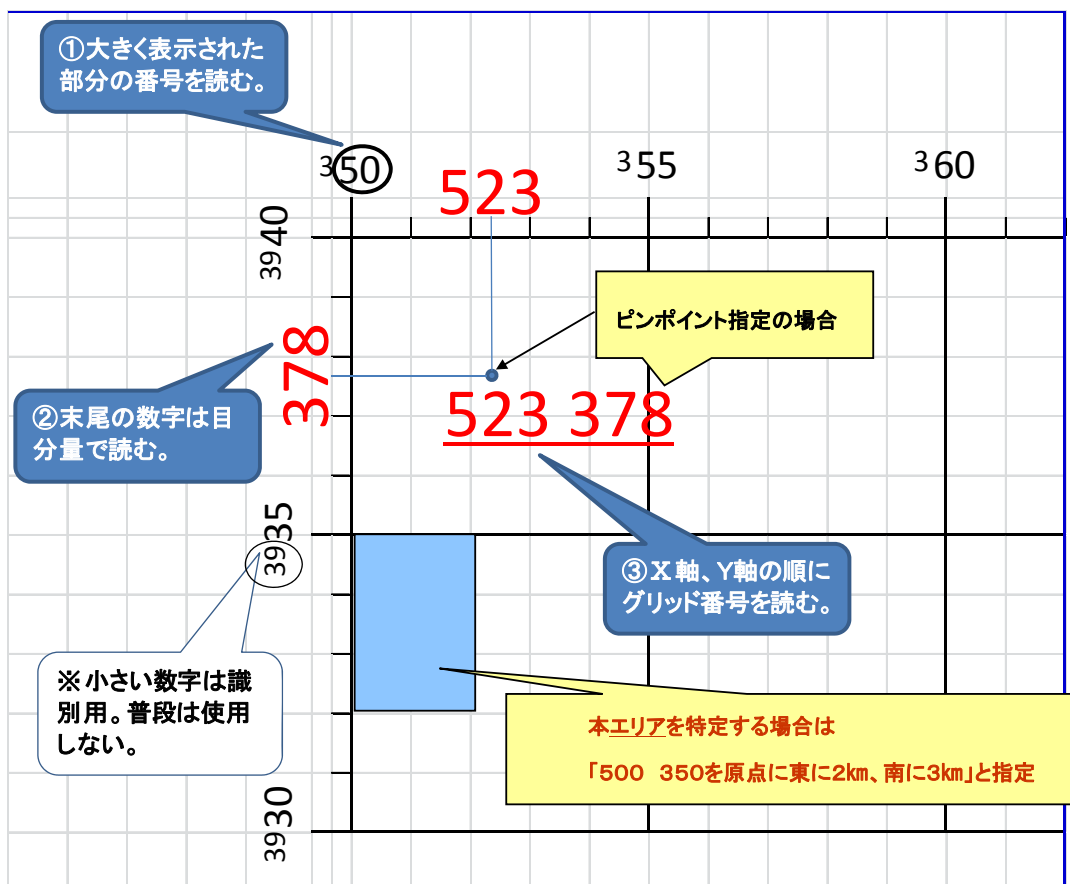 ①大きく表示された
部分の番号を読む。
350
355
360
523
3940
378
ピンポイント指定の場合
523 378
②末尾の数字は目
分量で読む。
3935
③Ｘ軸、Y軸の順に
グリッド番号を読む。
※小さい数字は識
別用。普段は使用
しない。
本エリアを特定する場合は
「500　350を原点に東に2km、南に3km」と指定
3930